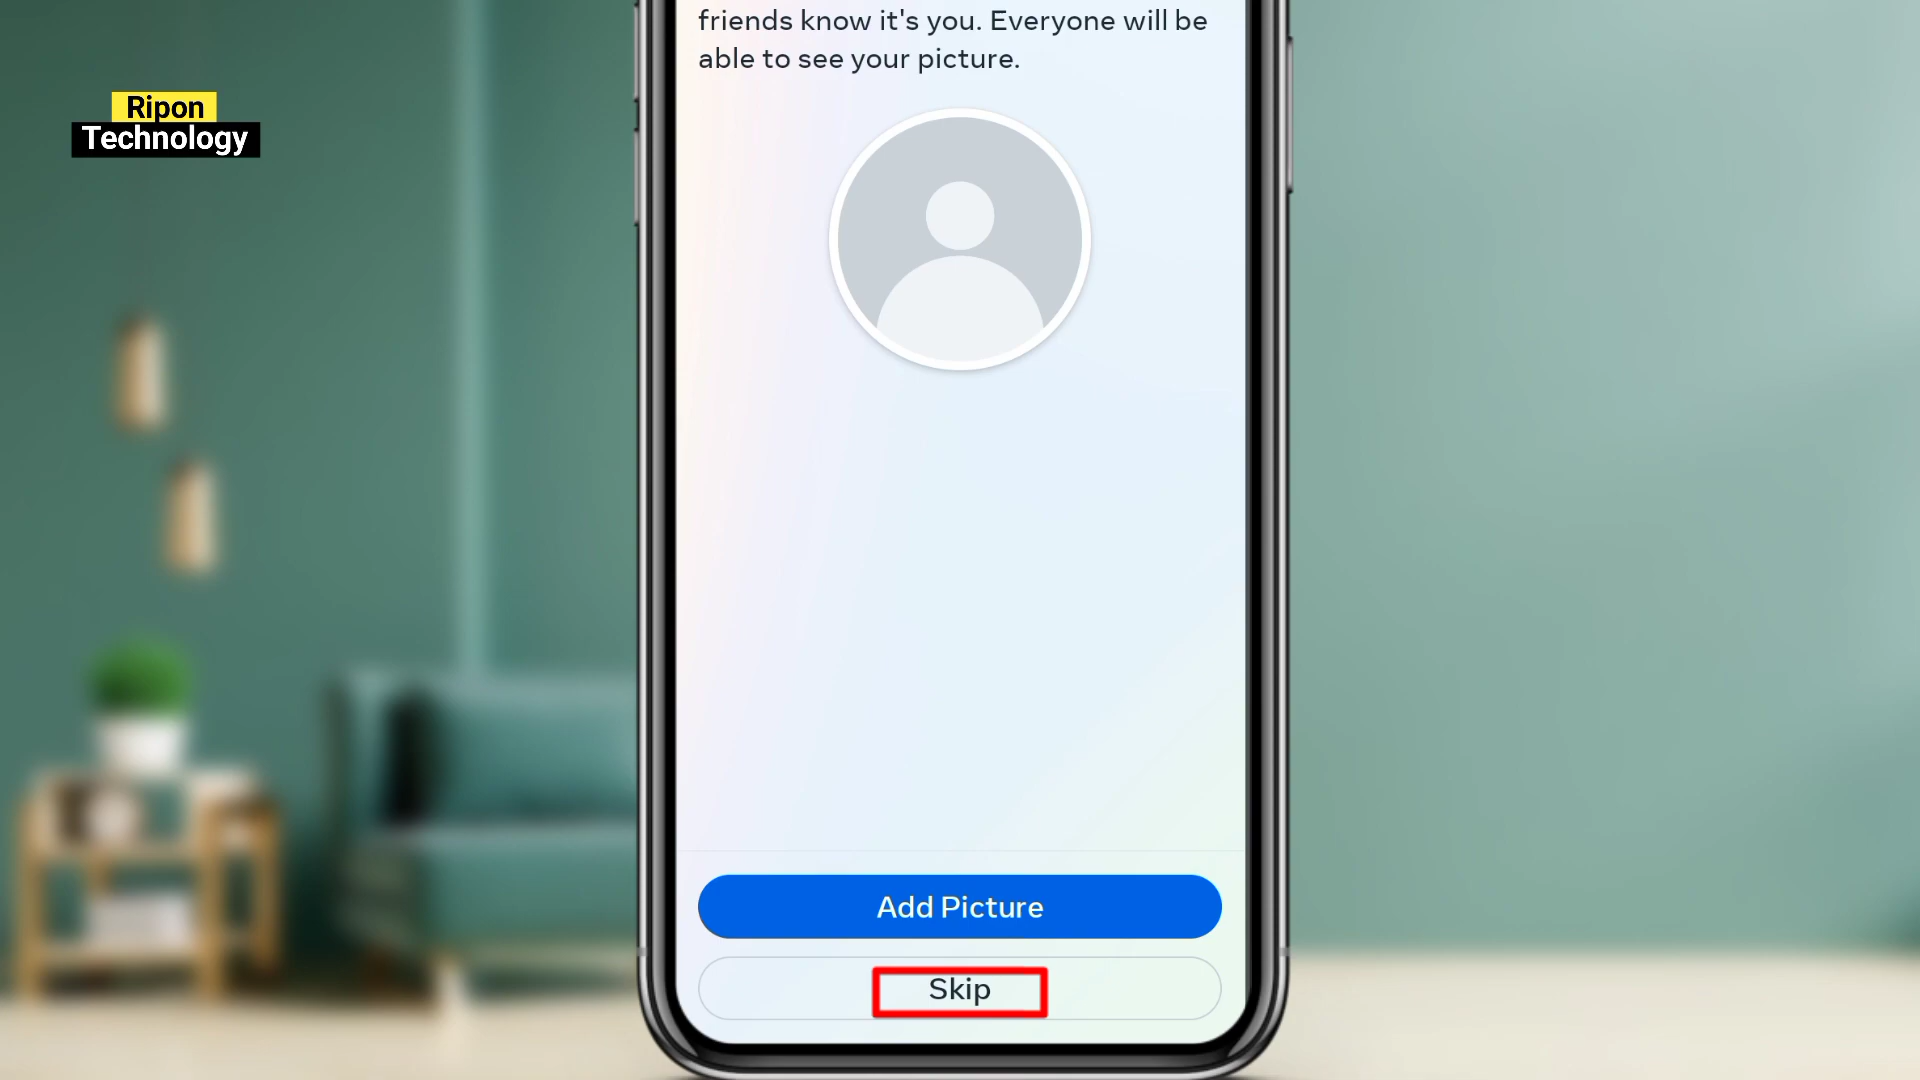 friends know it's you. Everyone will be
able to see your picture.
Ripon
Technology
Add Picture
Skip